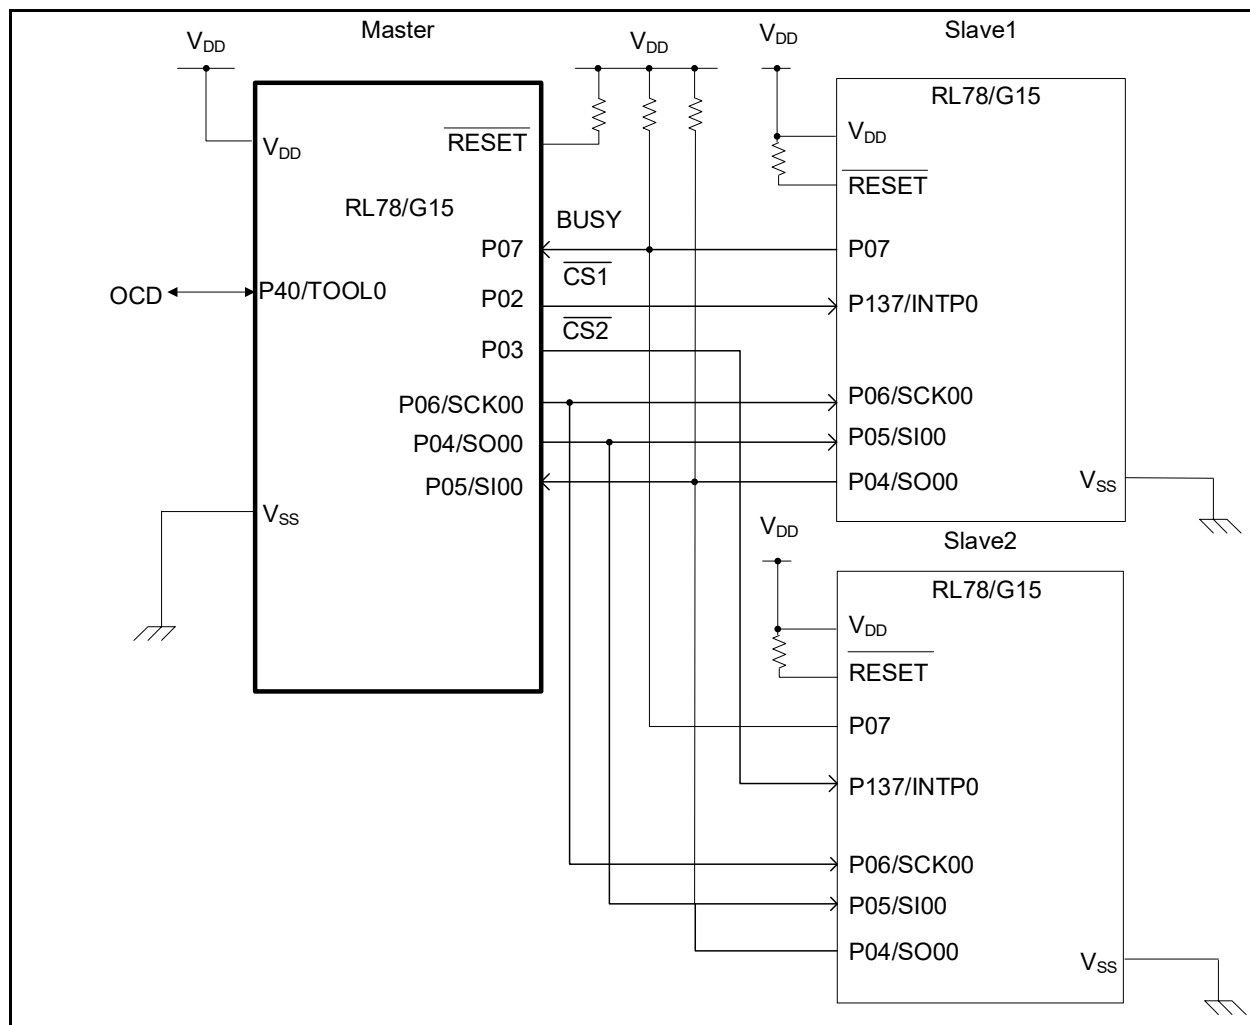 Master
Slave1
VDD
VDD
VDD
RL78/G15
VDD
RESET
VDD
RESET
RL78/G15
BUSY
P07
P07
CS1
OCD
P40/TOOL0
P02
P137/INTP0
CS2
P03
P06/SCK00
P06/SCK00
P04/SO00
P05/SI00
P05/SI00
P04/SO00
VSS
VSS
VDD
Slave2
RL78/G15
VDD
RESET
P07
P137/INTP0
P06/SCK00
P05/SI00
P04/SO00
VSS